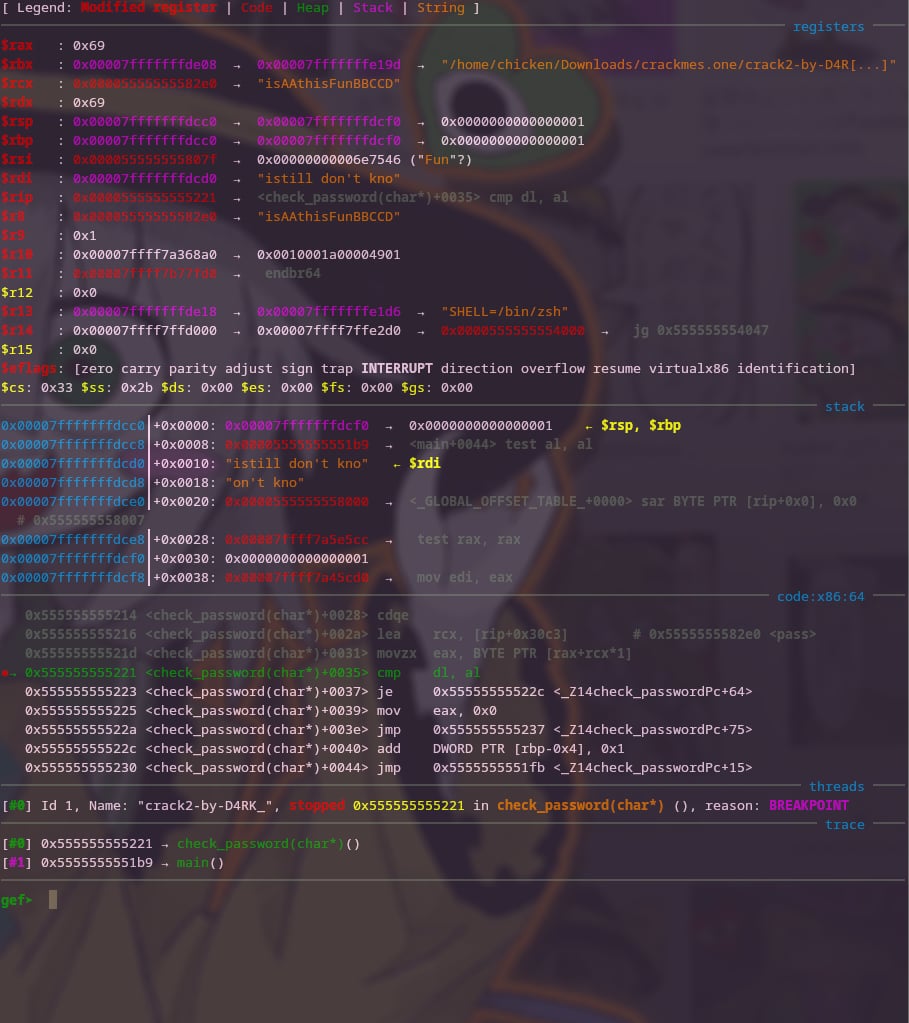 [ Legend: Modified register | Code | Heap | Stack | String ]
registers
$rax   : 0x69
$rbx   : 0x00007fffffffde08  →  0x00007fffffffe19d  →  "/home/chicken/Downloads/crackmes.one/crack2-by-D4R[...]"
$rcx   : 0x00005555555582e0  →  "isAAthisFunBBCCD"
$rdx   : 0x69
$rsp   : 0x00007fffffffdcc0  →  0x00007fffffffdcf0  →  0x0000000000000001
$rbp   : 0x00007fffffffdcc0  →  0x00007fffffffdcf0  →  0x0000000000000001
$rsi   : 0x000055555555807f  →  0x00000000006e7546 ("Fun"?)
$rdi   : 0x00007fffffffdcd0  →  "istill don't kno"
$rip   : 0x0000555555555221  →  <check_password(char*)+0035> cmp dl, al
$r8    : 0x00005555555582e0  →  "isAAthisFunBBCCD"
$r9    : 0x1
$r10   : 0x00007ffff7a368a0  →  0x0010001a00004901
$r11   : 0x00007ffff7b77fd0  →   endbr64
$r12   : 0x0
$r13   : 0x00007fffffffde18  →  0x00007fffffffe1d6  →  "SHELL=/bin/zsh"
$r14   : 0x00007ffff7ffd000  →  0x00007ffff7ffe2d0  →  0x0000555555554000  →   jg 0x555555554047
$r15   : 0x0
$eflags: [zero carry parity adjust sign trap INTERRUPT direction overflow resume virtualx86 identification]
$cs: 0x33 $ss: 0x2b $ds: 0x00 $es: 0x00 $fs: 0x00 $gs: 0x00
stack
0x00007fffffffdcc0│+0x0000: 0x00007fffffffdcf0  →  0x0000000000000001    ← $rsp, $rbp
0x00007fffffffdcc8│+0x0008: 0x00005555555551b9  →  <main+0044> test al, al
0x00007fffffffdcd0│+0x0010: "istill don't kno"   ← $rdi
0x00007fffffffdcd8│+0x0018: "on't kno"
0x00007fffffffdce0│+0x0020: 0x0000555555558000  →  <_GLOBAL_OFFSET_TABLE_+0000> sar BYTE PTR [rip+0x0], 0x0
# 0x555555558007
0x00007fffffffdce8│+0x0028: 0x00007ffff7a5e5cc  →   test rax, rax
0x00007fffffffdcf0│+0x0030: 0x0000000000000001
0x00007fffffffdcf8│+0x0038: 0x00007ffff7a45cd0  →   mov edi, eax
code:x86:64
0x555555555214 <check_password(char*)+0028> cdqe
0x555555555216 <check_password(char*)+002a> lea    rcx, [rip+0x30c3]        # 0x5555555582e0 <pass>
0x55555555521d <check_password(char*)+0031> movzx  eax, BYTE PTR [rax+rcx*1]
●→ 0x555555555221 <check_password(char*)+0035> cmp    dl, al
0x555555555223 <check_password(char*)+0037> je     0x55555555522c <_Z14check_passwordPc+64>
0x555555555225 <check_password(char*)+0039> mov    eax, 0x0
0x55555555522a <check_password(char*)+003e> jmp    0x555555555237 <_Z14check_passwordPc+75>
0x55555555522c <check_password(char*)+0040> add    DWORD PTR [rbp-0x4], 0x1
0x555555555230 <check_password(char*)+0044> jmp    0x5555555551fb <_Z14check_passwordPc+15>
threads
[#0] Id 1, Name: "crack2-by-D4RK_", stopped 0x555555555221 in check_password(char*) (), reason: BREAKPOINT
trace
[#0] 0x555555555221 → check_password(char*)()
[#1] 0x5555555551b9 → main()
gef➤